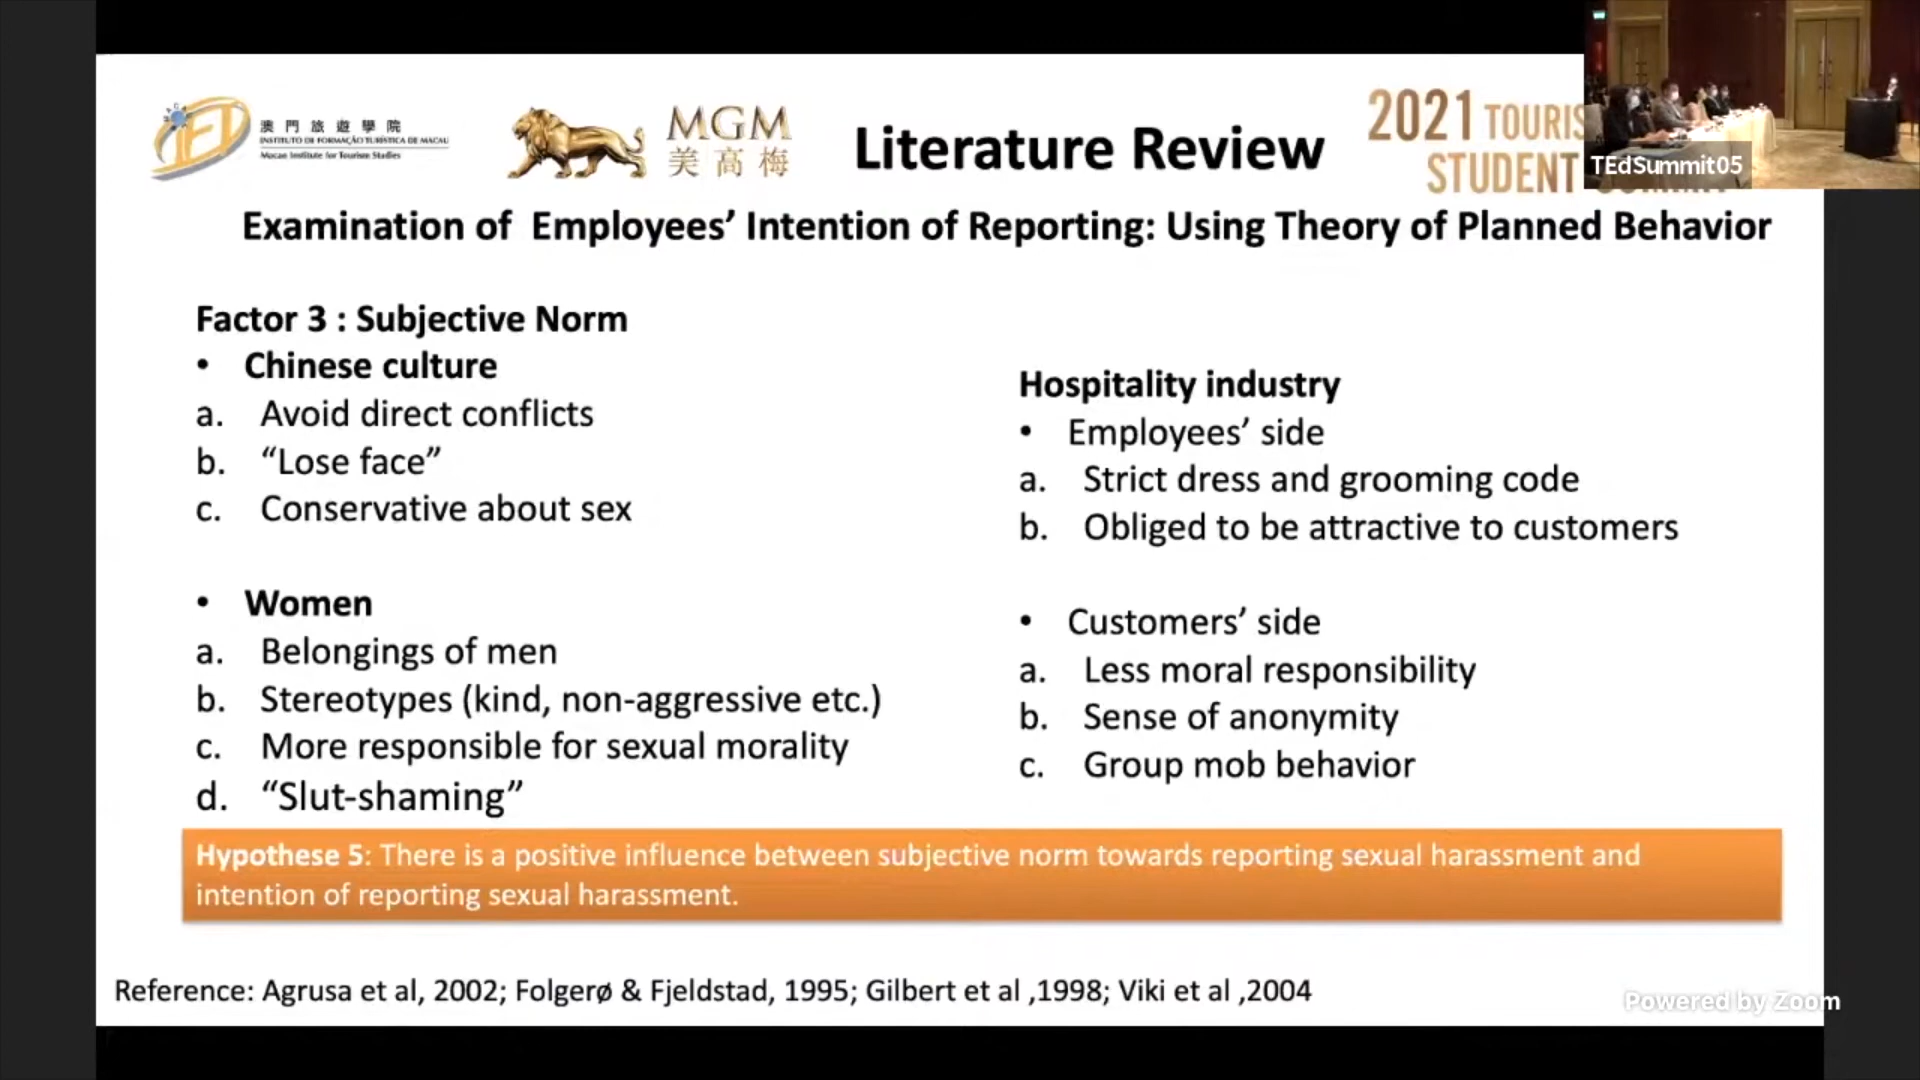 澳門旅遊學院
INSTITUTO DE FORMAÇÃO TURÍSTICA DE MACAU
Macao Institute for Tourism Studies
MGM
美高梅
Literature Review
2021 TOURIS
STUDENT
TEdSummit05
Examination of  Employees’ Intention of Reporting: Using Theory of Planned Behavior
Factor 3 : Subjective Norm
• Chinese culture
a. Avoid direct conflicts
b. “Lose face”
c. Conservative about sex
• Women
a. Belongings of men
b. Stereotypes (kind, non-aggressive etc.)
c. More responsible for sexual morality
d. “Slut-shaming”
Hospitality industry
• Employees’ side
a. Strict dress and grooming code
b. Obliged to be attractive to customers
• Customers’ side
a. Less moral responsibility
b. Sense of anonymity
c. Group mob behavior
Hypothese 5: There is a positive influence between subjective norm towards reporting sexual harassment and
intention of reporting sexual harassment.
Reference: Agrusa et al, 2002; Folgerø & Fjeldstad, 1995; Gilbert et al ,1998; Viki et al ,2004
Powered by Zoom